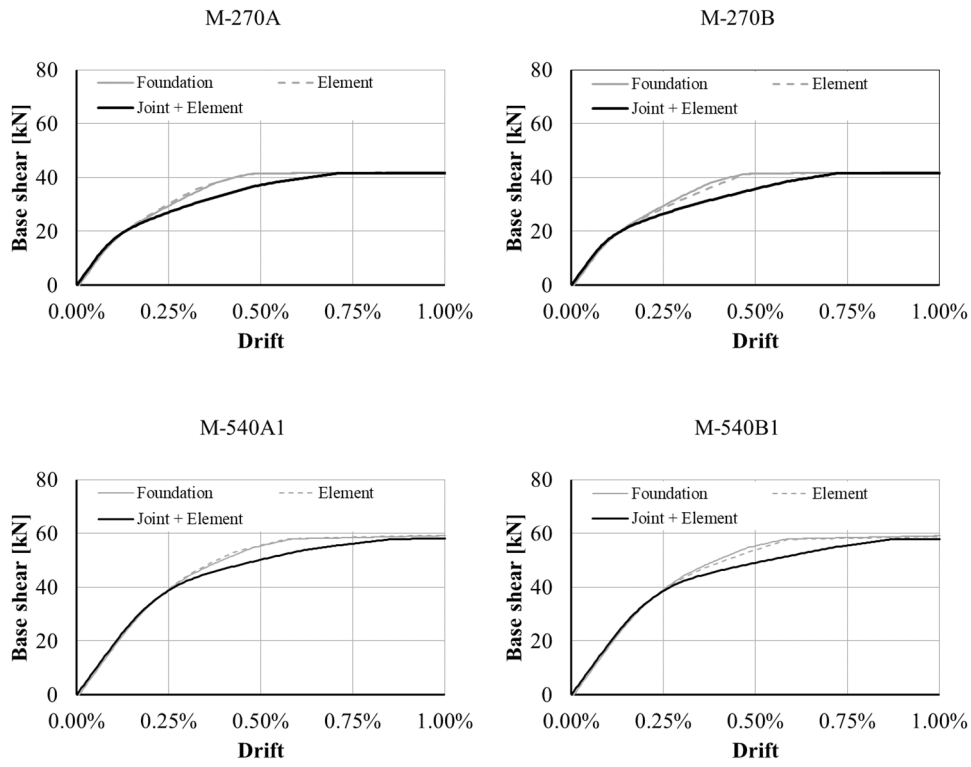 M-270A
M-270B
80
60
40
20
0
Base shear [kN]
Foundation
Element
Joint + Element
0.00% 0.25% 0.50% 0.75% 1.00%
Drift
80
60
40
20
0
Base shear [kN]
Foundation
Element
Joint + Element
0.00% 0.25% 0.50% 0.75% 1.00%
Drift
M-540A1
M-540B1
80
60
40
20
0
Base shear [kN]
Foundation
Element
Joint + Element
0.00% 0.25% 0.50% 0.75% 1.00%
Drift
80
60
40
20
0
Base shear [kN]
Foundation
Element
Joint + Element
0.00% 0.25% 0.50% 0.75% 1.00%
Drift